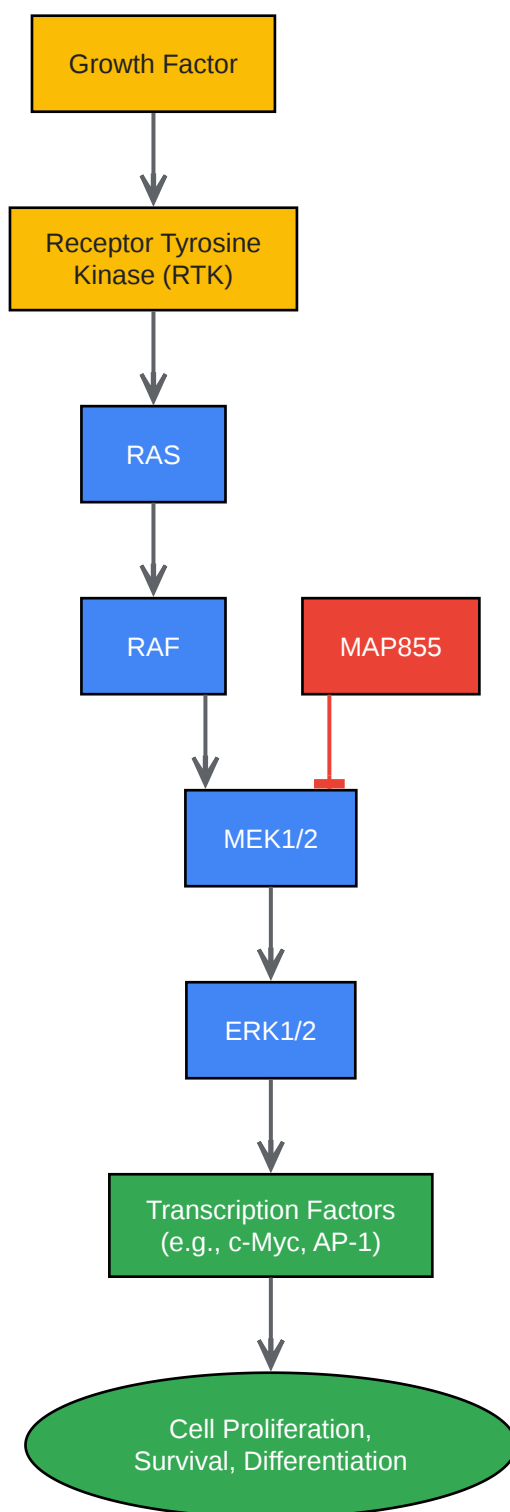 Growth Factor
Receptor Tyrosine
Kinase (RTK)
RAS
RAF
MAP855
MEK1/2
ERK1/2
Transcription Factors
(e.g., c-Myc, AP-1)
Cell Proliferation,
Survival, Differentiation